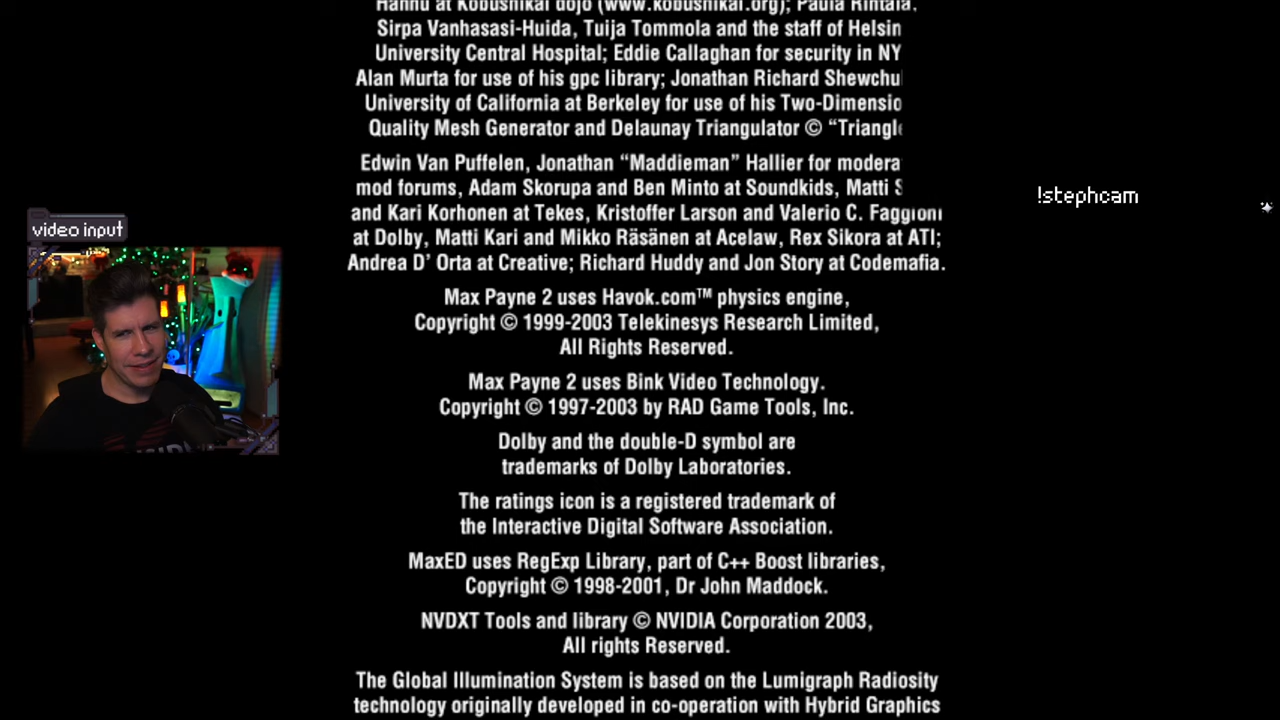 Hannu at Kobushikai dojo (www.kobushikai.org); Paula Rintala,
Sirpa Vanhasasi-Huida, Tuija Tommola and the staff of Helsin
University Central Hospital; Eddie Callaghan for security in NY
Alan Murta for use of his gpc library; Jonathan Richard Shewchu
University of California at Berkeley for use of his Two-Dimensio
Quality Mesh Generator and Delaunay Triangulator © “Triangle
Edwin Van Puffelen, Jonathan “Maddieman” Hallier for modera
mod forums, Adam Skorupa and Ben Minto at Soundkids, Matti S
and Kari Korhonen at Tekes, Kristoffer Larson and Valerio C. Faggioni
at Dolby, Matti Kari and Mikko Räsänen at Acelaw, Rex Sikora at ATI;
Andrea D’ Orta at Creative; Richard Huddy and Jon Story at Codemafia.
!stephcam
video input
Max Payne 2 uses Havok.com™ physics engine,
Copyright © 1999-2003 Telekinesys Research Limited,
All Rights Reserved.
Max Payne 2 uses Bink Video Technology.
Copyright © 1997-2003 by RAD Game Tools, Inc.
Dolby and the double-D symbol are
trademarks of Dolby Laboratories.
The ratings icon is a registered trademark of
the Interactive Digital Software Association.
MaxED uses RegExp Library, part of C++ Boost libraries,
Copyright © 1998-2001, Dr John Maddock.
NVDXT Tools and library © NVIDIA Corporation 2003,
All rights Reserved.
The Global Illumination System is based on the Lumigraph Radiosity
technology originally developed in co-operation with Hybrid Graphics